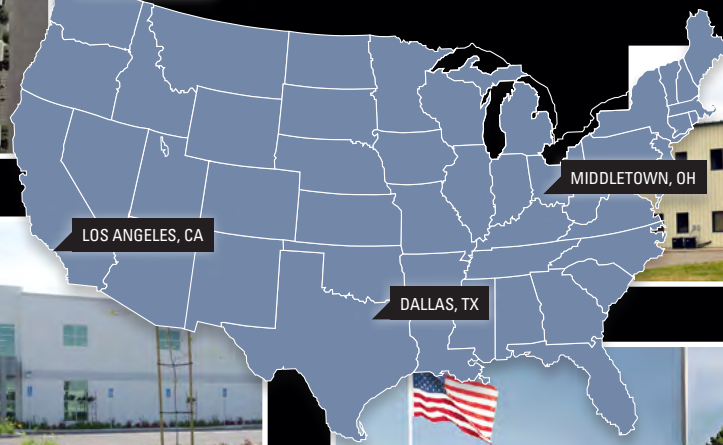 MIDDLETOWN, OH
LOS ANGELES, CA
DALLAS, TX